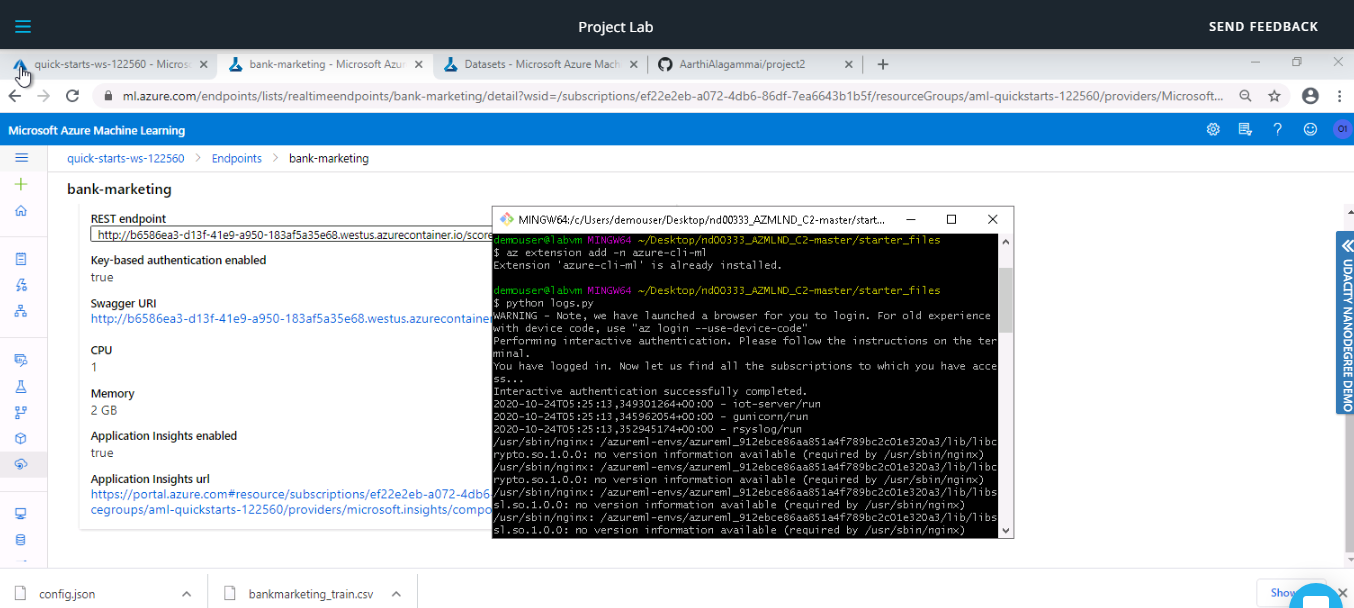 Project Lab
SEND FEEDBACK
quick-starts-ws-122560 - Micros
bank-marketing - Microsoft Azur
Datasets - Microsoft Azure Mach
AarthiAlagammai/project2
ml.azure.com/endpoints/lists/realtimeendpoints/bank-marketing/detail?wsid=/subscriptions/ef22e2eb-a072-4db6-86df-7ea6643b1b5f/resourceGroups/aml-quickstarts-122560/providers/Microsoft...
Microsoft Azure Machine Learning
quick-starts-ws-122560 > Endpoints > bank-marketing
bank-marketing
REST endpoint
http://b6586ea3-d13f-41e9-a950-183af5a35e68.westus.azurecontainer.io/score
Key-based authentication enabled
true
Swagger URI
http://b6586ea3-d13f-41e9-a950-183af5a35e68.westus.azurecontainer
CPU
1
Memory
2 GB
Application Insights enabled
true
Application Insights url
https://portal.azure.com#resource/subscriptions/ef22e2eb-a072-4db6
cegroups/aml-quickstarts-122560/providers/microsoft.insights/compo
MINGW64:/c/Users/demouser/Desktop/nd00333_AZMLND_C2-master/start...
demouser@labvm MINGW64 ~/Desktop/nd00333_AZMLND_C2-master/starter_files
$ az extension add -n azure-cli-ml
Extension 'azure-cli-ml' is already installed.
demouser@labvm MINGW64 ~/Desktop/nd00333_AZMLND_C2-master/starter_files
$ python logs.py
WARNING - Note, we have launched a browser for you to login. For old experience
with device code, use "az login --use-device-code"
Performing interactive authentication. Please follow the instructions on the ter
minal.
You have logged in. Now let us find all the subscriptions to which you have acce
ss...
Interactive authentication successfully completed.
2020-10-24T05:25:13,349301264+00:00 - iot-server/run
2020-10-24T05:25:13,345962054+00:00 - gunicorn/run
2020-10-24T05:25:13,352945174+00:00 - rsyslog/run
/usr/sbin/nginx: /azureml-envs/azureml_912ebce86aa851a4f789bc2c01e320a3/lib/libc
rypto.so.1.0.0: no version information available (required by /usr/sbin/nginx)
/usr/sbin/nginx: /azureml-envs/azureml_912ebce86aa851a4f789bc2c01e320a3/lib/libc
rypto.so.1.0.0: no version information available (required by /usr/sbin/nginx)
/usr/sbin/nginx: /azureml-envs/azureml_912ebce86aa851a4f789bc2c01e320a3/lib/libs
sl.so.1.0.0: no version information available (required by /usr/sbin/nginx)
/usr/sbin/nginx: /azureml-envs/azureml_912ebce86aa851a4f789bc2c01e320a3/lib/libs
sl.so.1.0.0: no version information available (required by /usr/sbin/nginx)
UDACITY NANODEGREE DEMO
config.json
bankmarketing_train.csv
Show